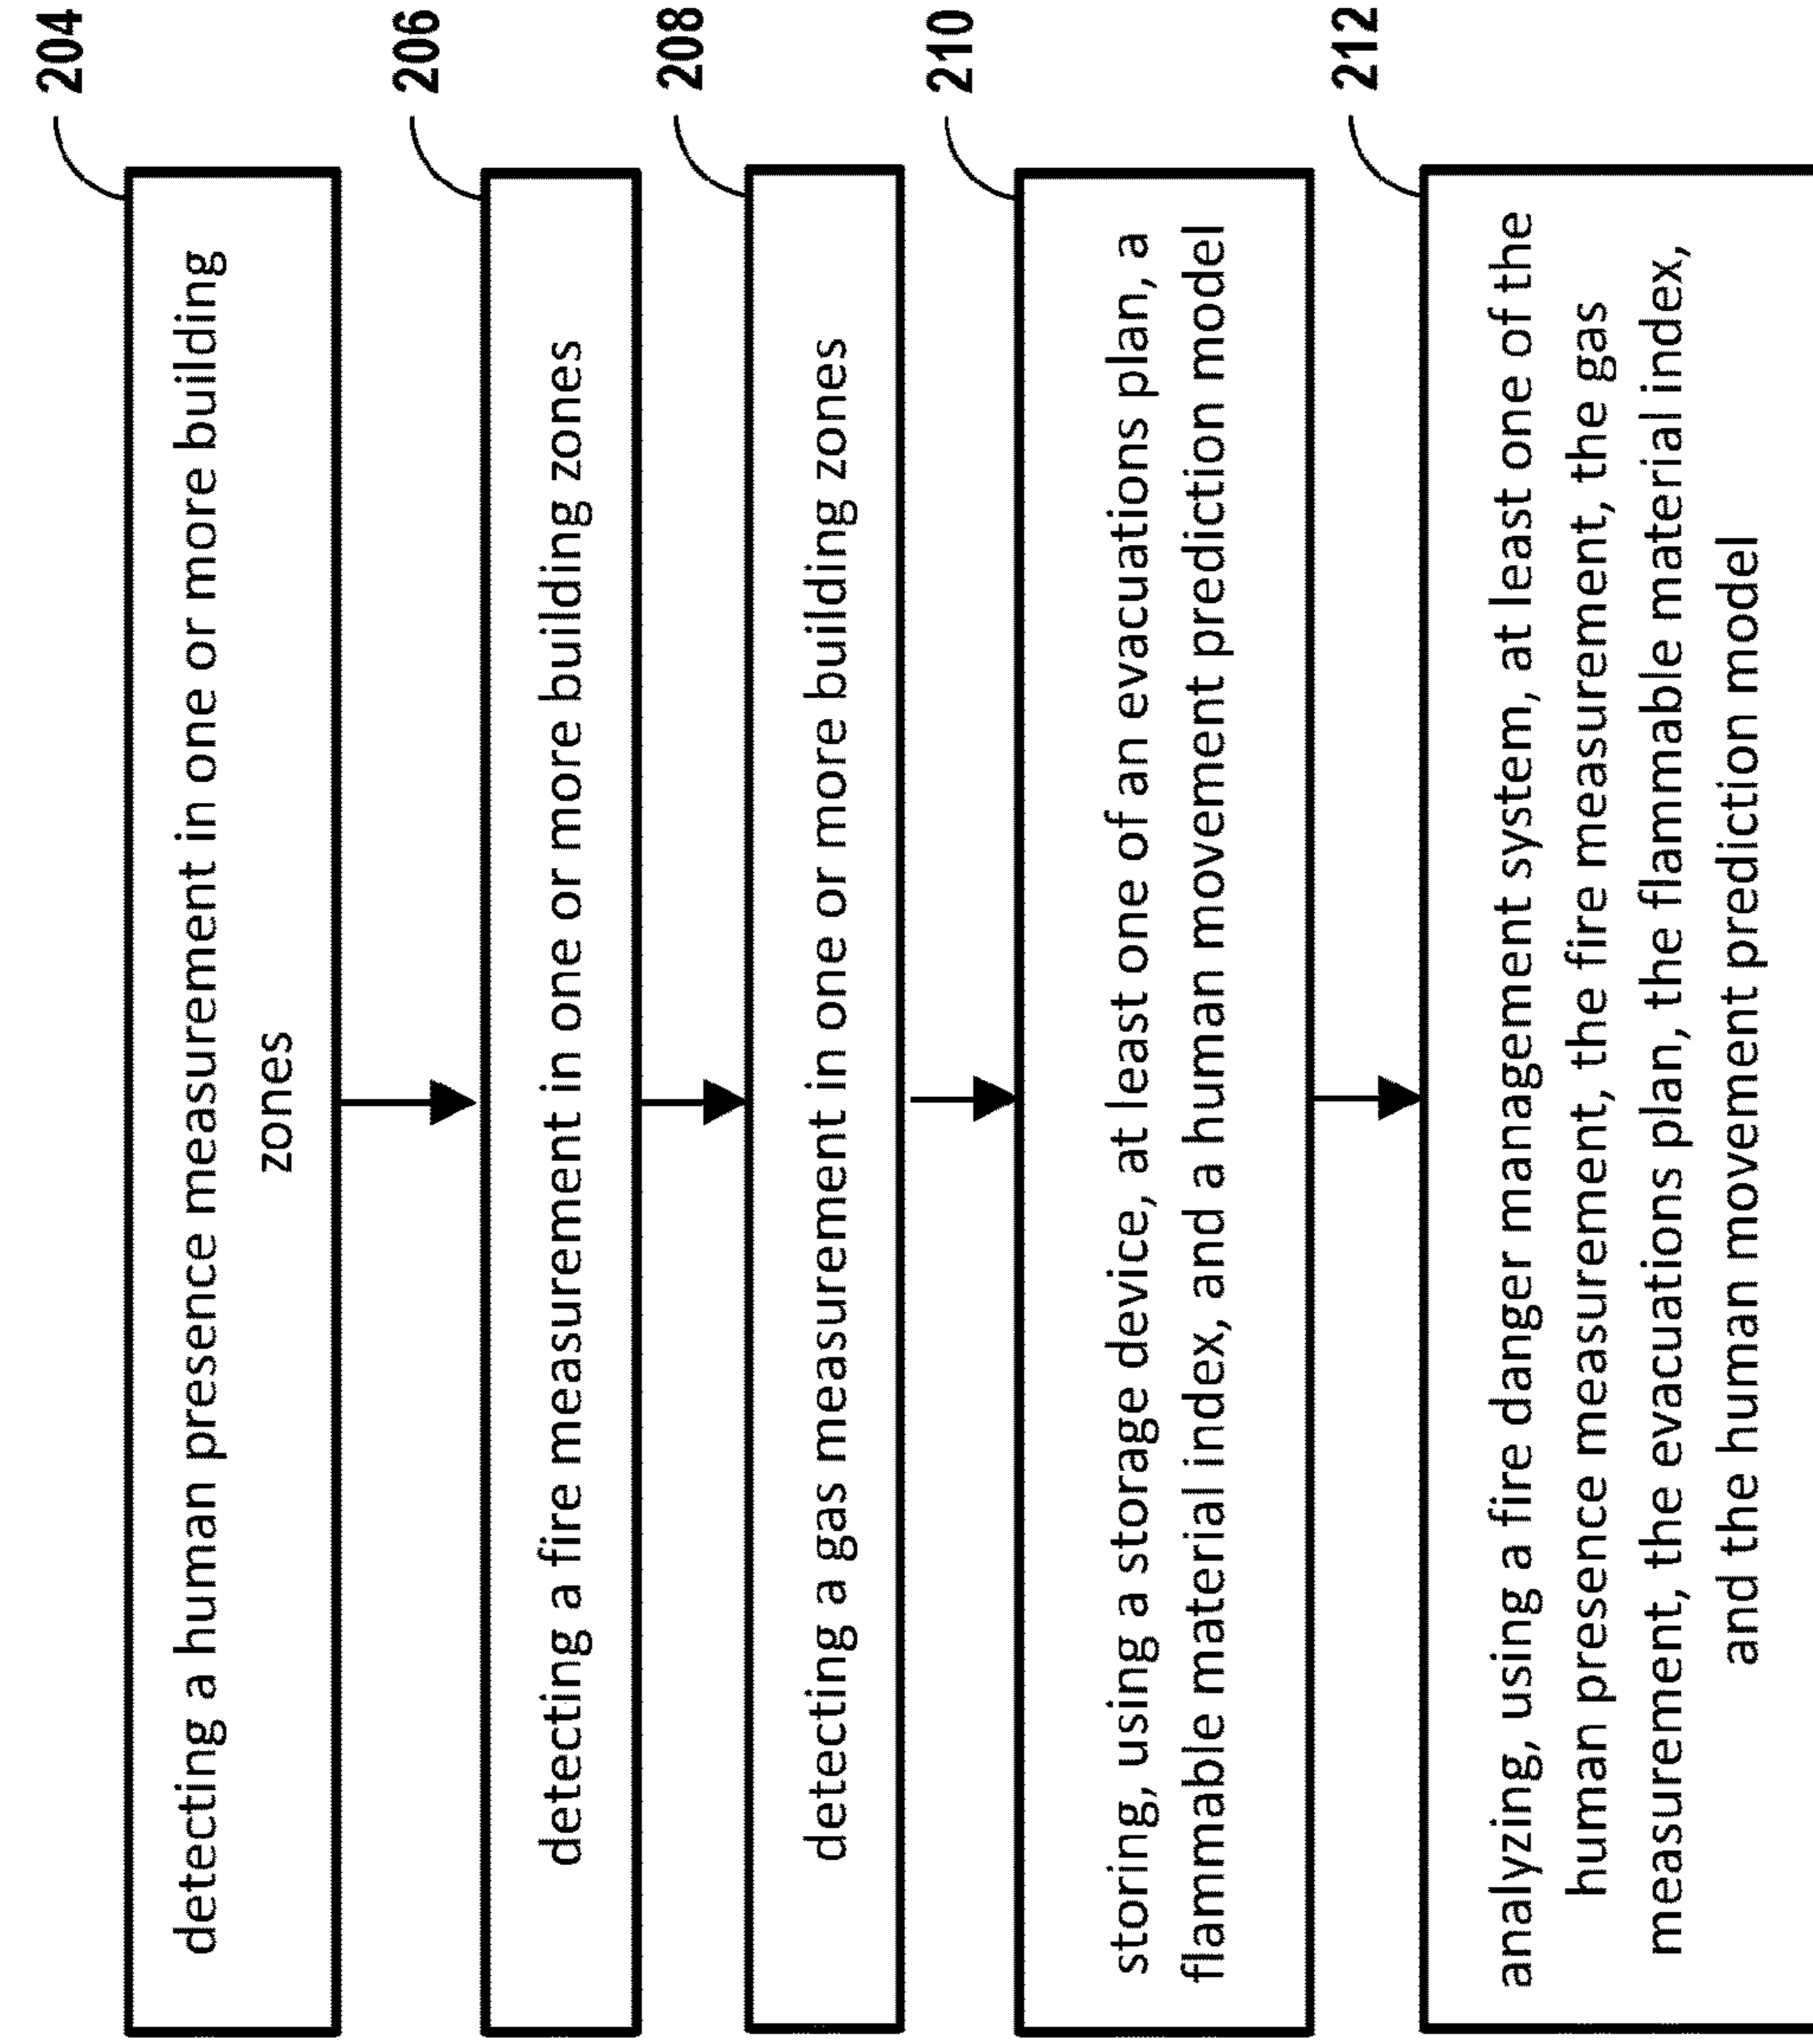 204
detecting a human presence measurement in one or more building
zones
206
detecting a fire measurement in one or more building zones
208
detecting a gas measurement in one or more building zones
210
storing, using a storage device, at least one of an evacuations plan, a
flammable material index, and a human movement prediction model
212
analyzing, using a fire danger management system, at least one of the
human presence measurement, the fire measurement, the gas
measurement, the evacuations plan, the flammable material index,
and the human movement prediction model